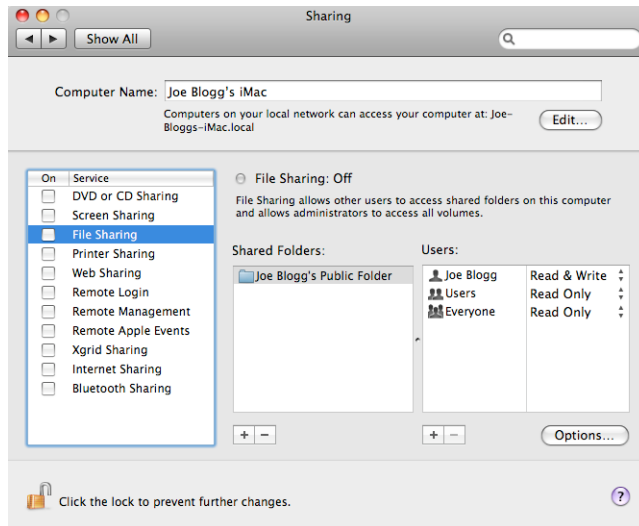 Sharing
Show All
Computer Name: Joe Blogg's iMac
Computers on your local network can access your computer at: Joe-
Bloggs-iMac.local
Edit...
On Service
DVD or CD Sharing
Screen Sharing
File Sharing
Printer Sharing
Web Sharing
Remote Login
Remote Management
Remote Apple Events
Xgrid Sharing
Internet Sharing
Bluetooth Sharing
File Sharing: Off
File Sharing allows other users to access shared folders on this computer
and allows administrators to access all volumes.
Shared Folders:
Joe Blogg's Public Folder
Users:
Joe Blogg Read & Write
Users Read Only
Everyone Read Only
+ −
+ −
Options...
Click the lock to prevent further changes.
?